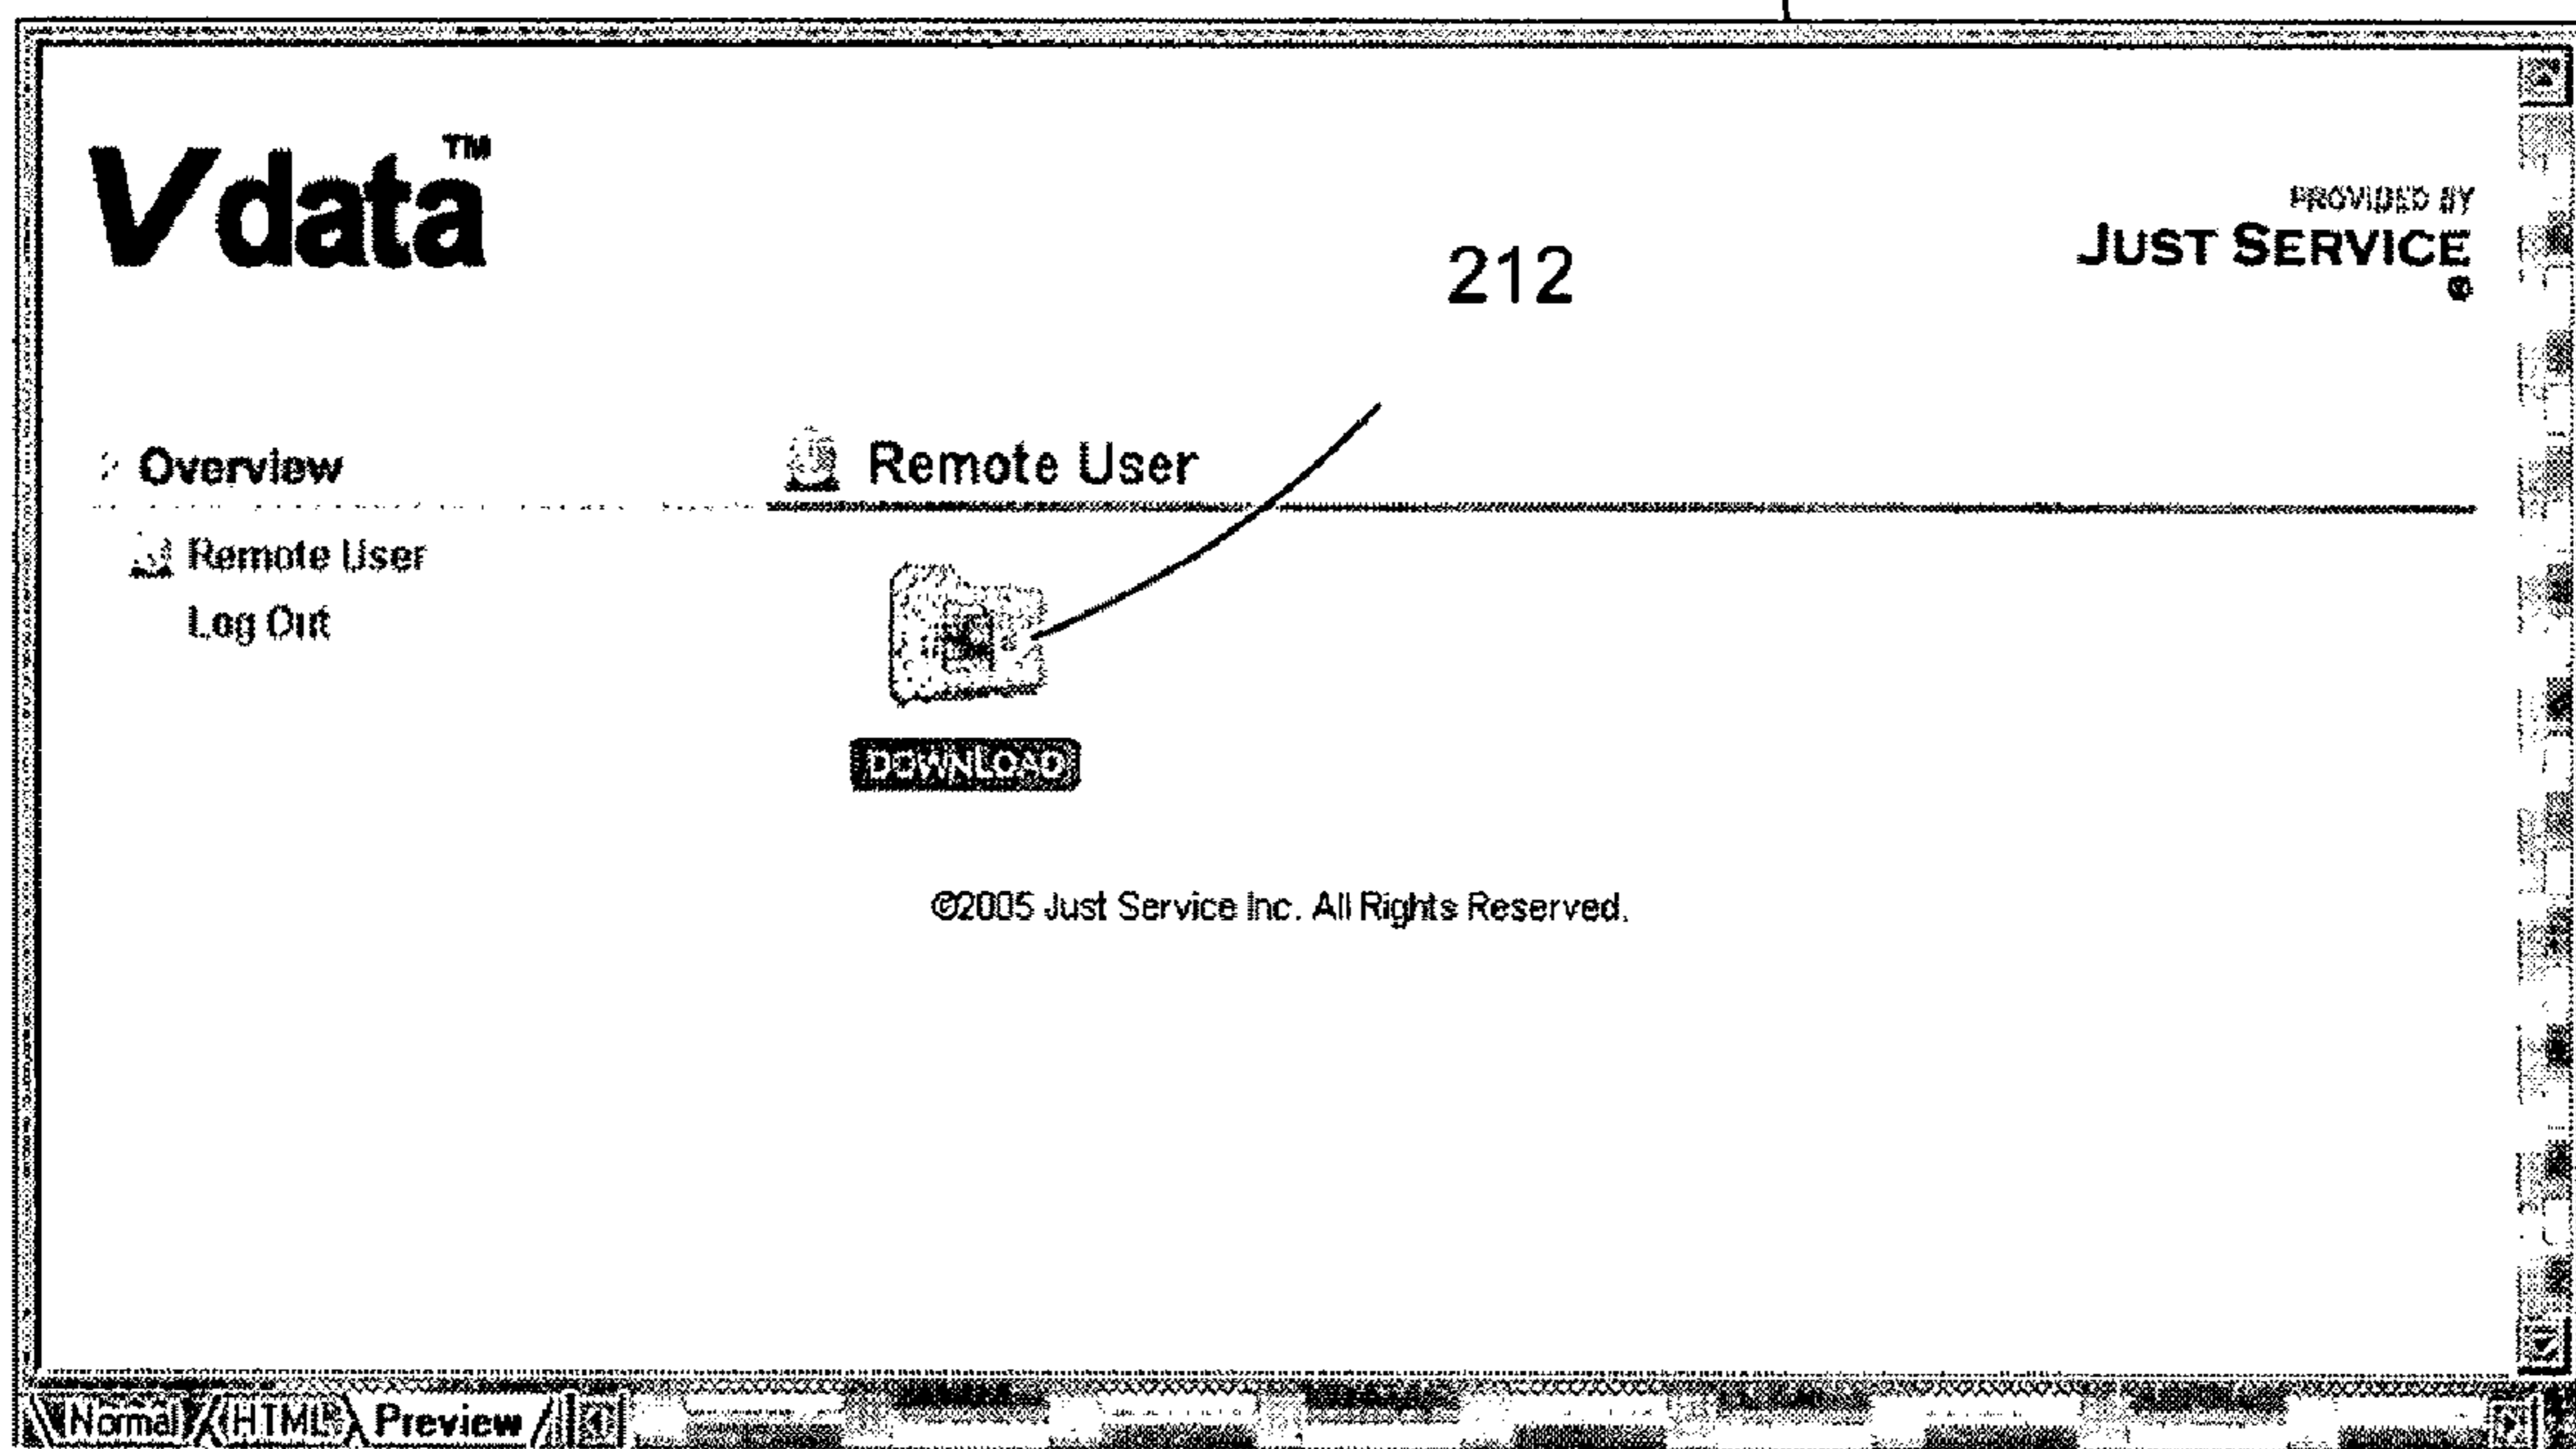 Vdata™
PROVIDED BY
JUST SERVICE
®
212
Overview
Remote User
Remote User
Log Out
DOWNLOAD
©2005 Just Service Inc. All Rights Reserved.
Normal HTML Preview